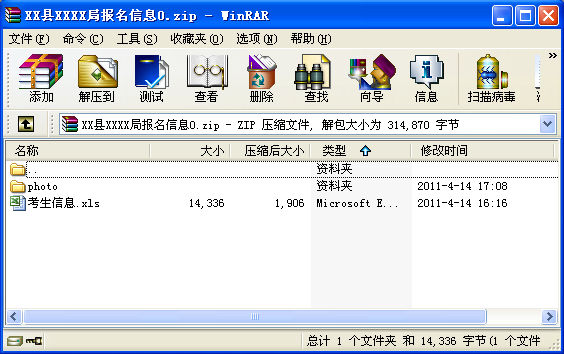 XX县XXXX局报名信息0.zip - WinRAR
文件(F) 命令(C) 工具(S) 收藏夹(O) 选项(N) 帮助(H)
添加 解压到 测试 查看 删除 查找 向导 信息 扫描病毒
XX县XXXX局报名信息0.zip - ZIP 压缩文件, 解包大小为 314,870 字节
名称 大小 压缩后大小 类型 修改时间
.. 资料夹
photo 资料夹 2011-4-14 17:08
考生信息.xls 14,336 1,906 Microsoft E... 2011-4-14 16:16
总计 1 个文件夹 和 14,336 字节(1 个文件